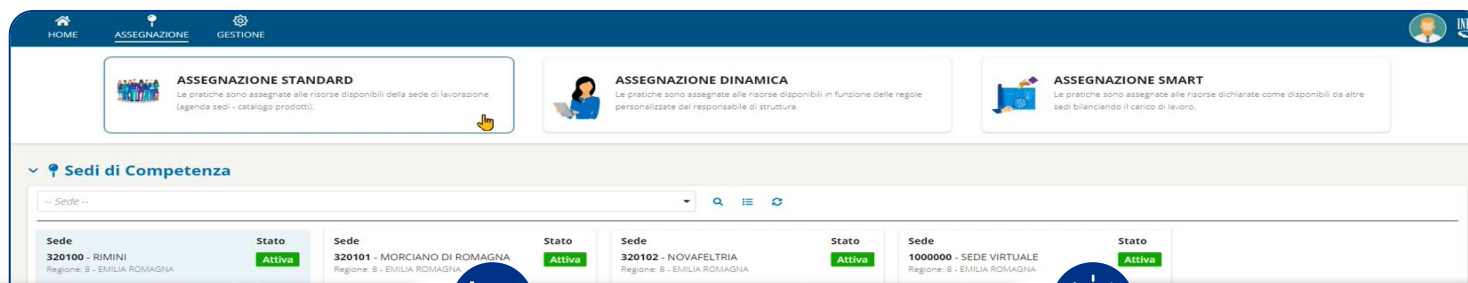 HOME ASSEGNAZIONE GESTIONE
ASSEGNAZIONE STANDARD
Le pratiche sono assegnate alle risorse disponibili della sede di lavorazione
(agenda sedi - catalogo prodotti).
ASSEGNAZIONE DINAMICA
Le pratiche sono assegnate alle risorse disponibili in funzione delle regole
personalizzate dal responsabile di struttura.
ASSEGNAZIONE SMART
Le pratiche sono assegnate alle risorse dichiarate come disponibili da altre
sedi bilanciando il carico di lavoro.
Sedi di Competenza
-- Sede --
Sede Stato
320100 - RIMINI Attiva
Regione: 8 - EMILIA ROMAGNA
Sede Stato
320101 - MORCIANO DI ROMAGNA Attiva
Regione: 8 - EMILIA ROMAGNA
Sede Stato
320102 - NOVAFELTRIA Attiva
Regione: 8 - EMILIA ROMAGNA
Sede Stato
1000000 - SEDE VIRTUALE Attiva
Regione: 8 - EMILIA ROMAGNA